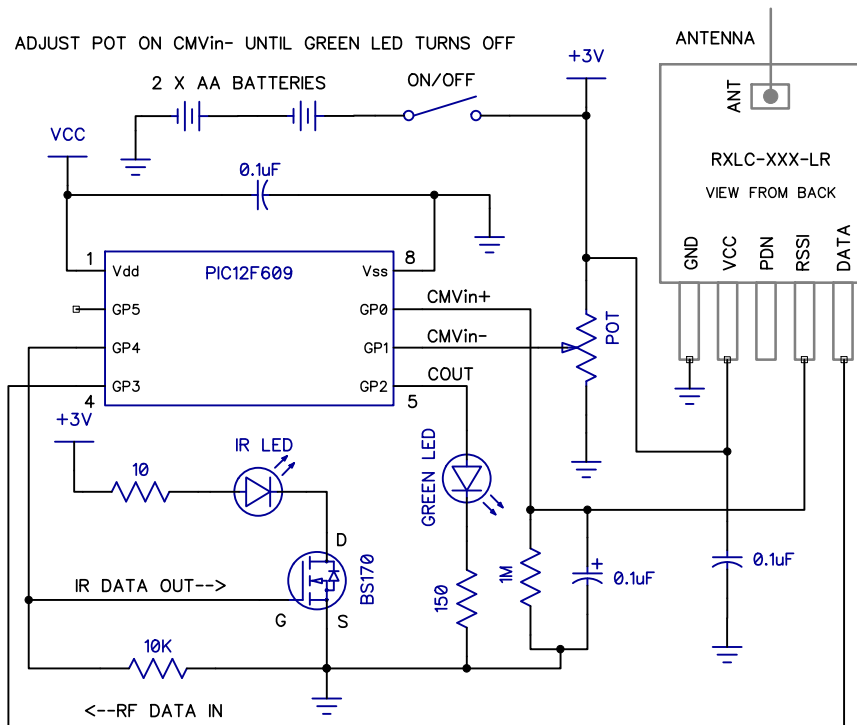 ADJUST POT ON CMVin- UNTIL GREEN LED TURNS OFF
+3V
ANTENNA
2 X AA BATTERIES
ON/OFF
ANT
VCC
0.1uF
RXLC-XXX-LR
VIEW FROM BACK
GND
VCC
PDN
RSSI
DATA
1
8
Vdd
PIC12F609
Vss
GP5
GP0
CMVin+
GP4
GP1
CMVin-
POT
GP3
GP2
COUT
4
5
+3V
IR LED
GREEN LED
10
D
BS170
1M
0.1uF
0.1uF
IR DATA OUT-->
150
G
S
10K
<--RF DATA IN
+